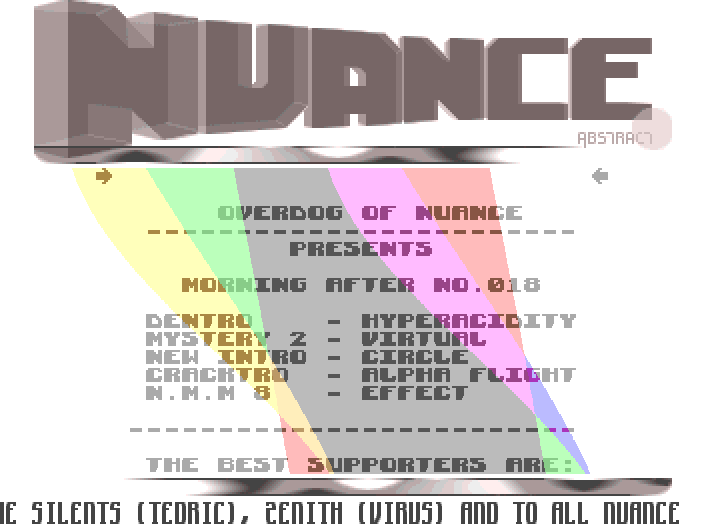 NUANCE
ABSTRACT
OVERDOG OF NUANCE
-------------------------
PRESENTS
MORNING AFTER NO.018
DENTRO - HYPERACIDITY
MYSTERY 2 - VIRTUAL
NEW INTRO - CIRCLE
CRACKTRO - ALPHA FLIGHT
N.M.M 8 - EFFECT
--------------------------
THE BEST SUPPORTERS ARE:
HE SILENTS (TEDRIC), ZENITH (VIRUS) AND TO ALL NUANCE